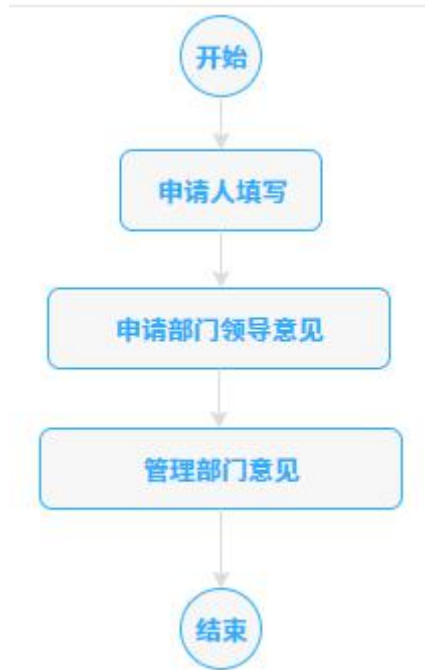 开始
申请人填写
申请部门领导意见
管理部门意见
结束